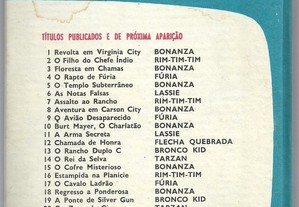 TÍTULOS PUBLICADOS E DE PRÓXIMA APARIÇÃO
1 Revolta em Virginia City BONANZA
2 O Filho do Chefe Índio RIM-TIM-TIM
3 Floresta em Chamas BONANZA
4 O Rapto de Fúria FÚRIA
5 O Templo Subterrâneo BONANZA
6 As Notas Falsas LASSIE
7 Assalto ao Rancho RIM-TIM-TIM
8 Aventura em Carson City BONANZA
9 O Avião Desaparecido FÚRIA
10 Burt Mayer, O Charlatão BONANZA
11 A Arma Secreta LASSIE
12 Chamada de Honra FLECHA QUEBRADA
13 O Rancho Duplo C BRONCO KID
14 O Rei da Selva TARZAN
15 O Cofre Misterioso BONANZA
16 Estampida na Planície RIM-TIM-TIM
17 O Cavalo Ladrão FÚRIA
18 Regresso a Ponderosa BONANZA
19 A Ponte de Silver Gun BRONCO KID
TARZAN